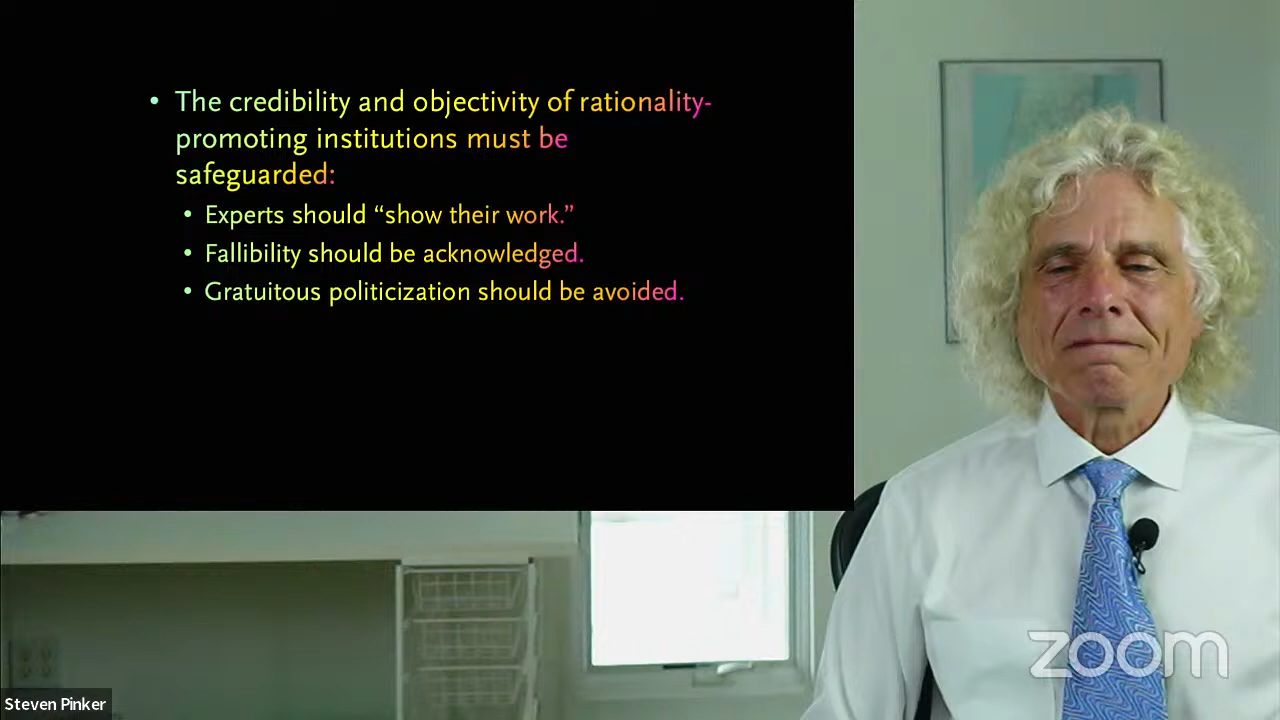 • The credibility and objectivity of rationality-
promoting institutions must be
safeguarded:
• Experts should “show their work.”
• Fallibility should be acknowledged.
• Gratuitous politicization should be avoided.
zoom
Steven Pinker